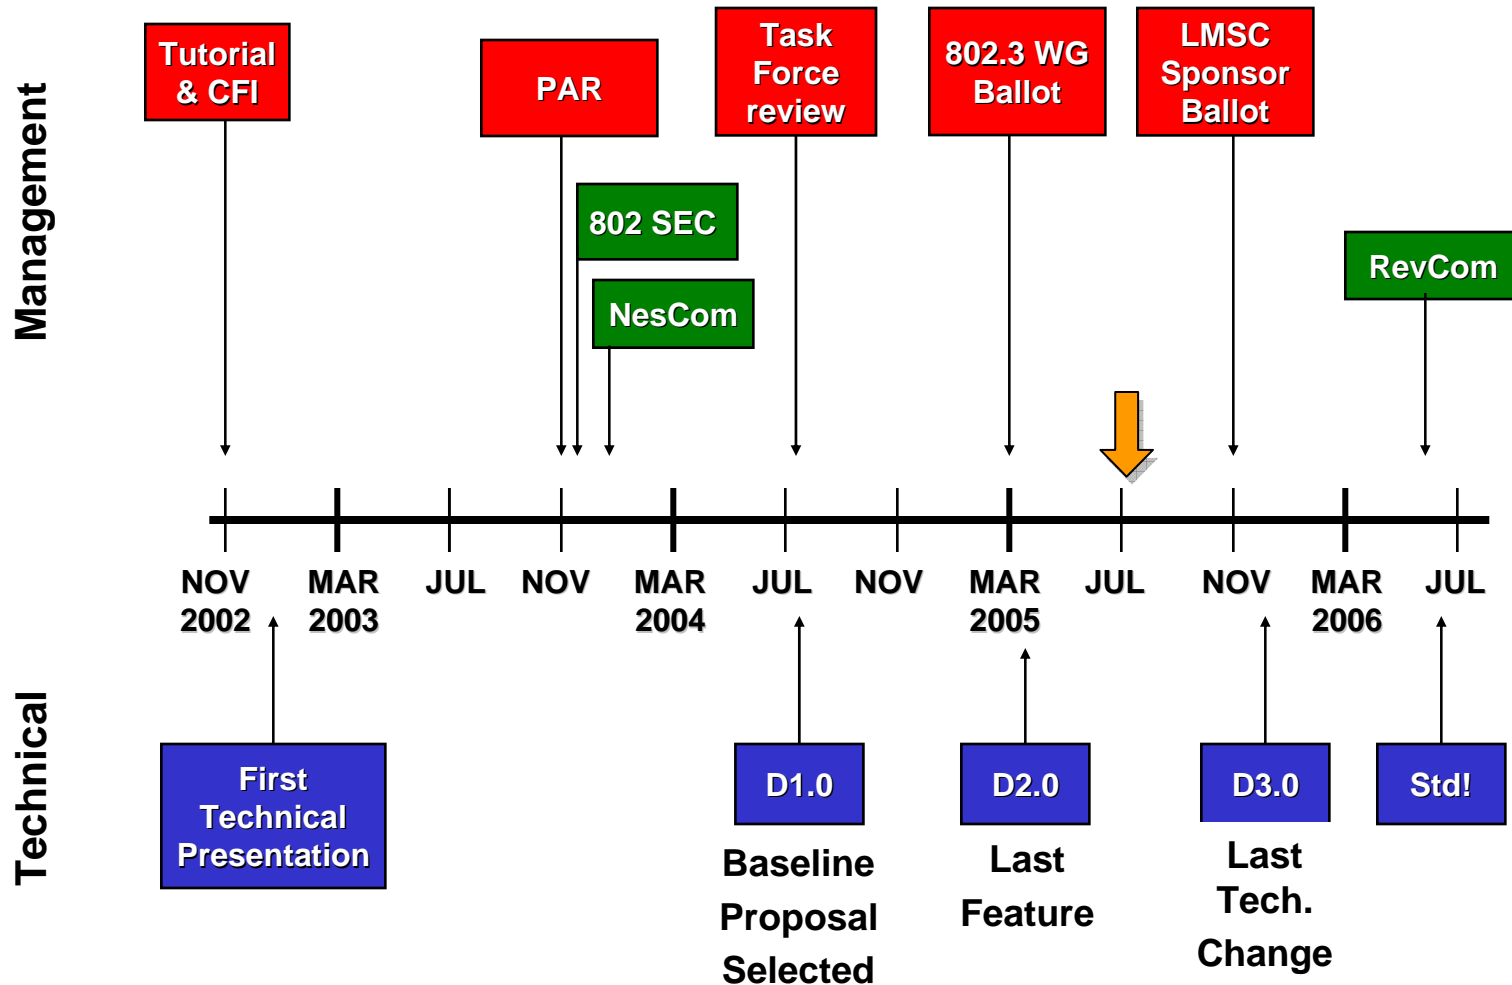 Management
Tutorial
& CFI
PAR
Task
Force
review
802.3 WG
Ballot
LMSC
Sponsor
Ballot
802 SEC
NesCom
RevCom
NOV
2002
MAR
2003
JUL
NOV
MAR
2004
JUL
NOV
MAR
2005
JUL
NOV
MAR
2006
JUL
Technical
First
Technical
Presentation
D1.0
Baseline
Proposal
Selected
D2.0
Last
Feature
D3.0
Last
Tech.
Change
Std!